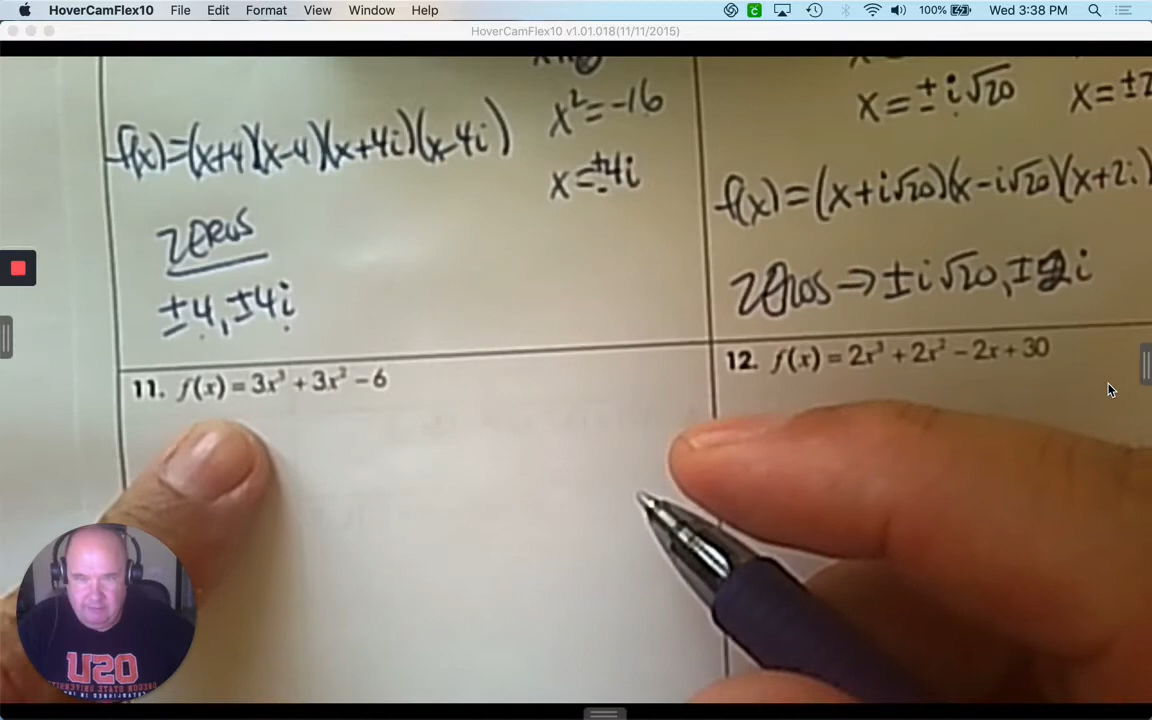 HoverCamFlex10 File Edit Format View Window Help 100% Wed 3:38 PM
HoverCamFlex10 v1.01.018(11/11/2015)
x²=-16
x=±4i
f(x)=(x+4)(x-4)(x+4i)(x-4i)
ZEROS
±4,±4i
x=±i√20 x=±2
f(x)=(x+i√20)(x-i√20)(x+2i)
ZEROS→±i√20,±2i
11. f(x) = 3x³ + 3x² – 6
12. f(x) = 2x³ + 2x² – 2x + 30
OSU